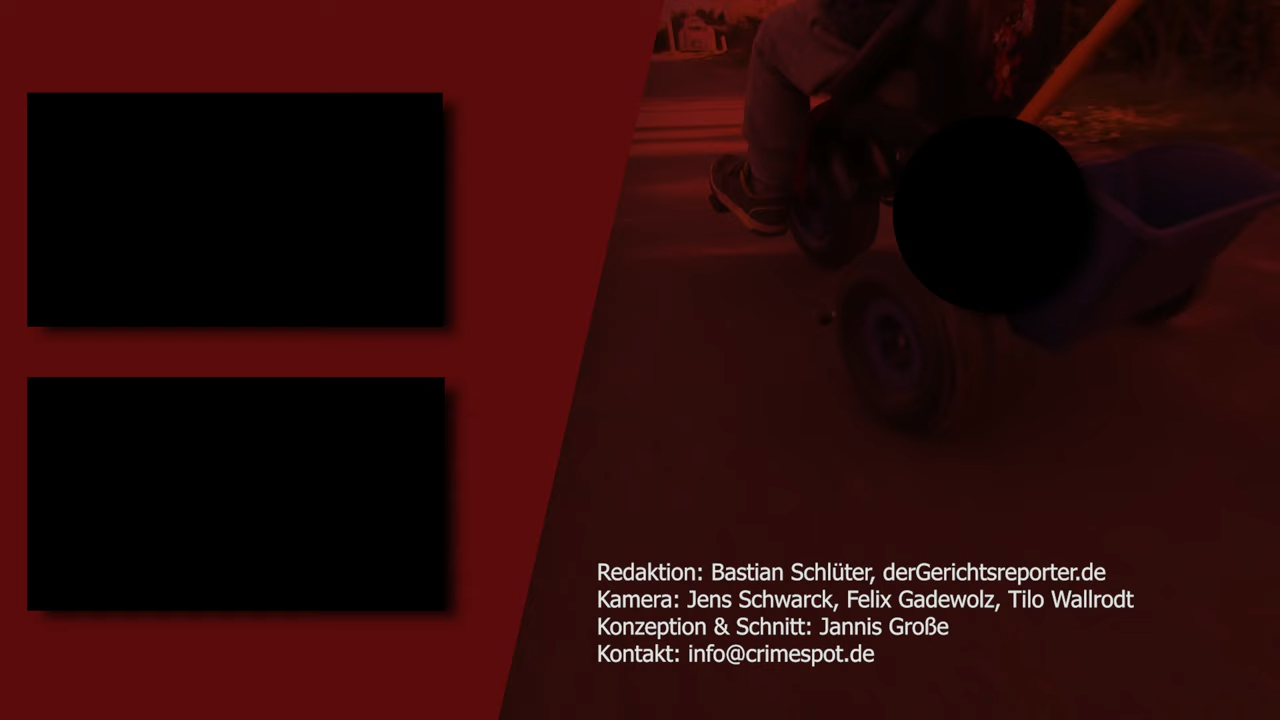 Redaktion: Bastian Schlüter, derGerichtsreporter.de
Kamera: Jens Schwarck, Felix Gadewolz, Tilo Wallrodt
Konzeption & Schnitt: Jannis Große
Kontakt: info@crimespot.de